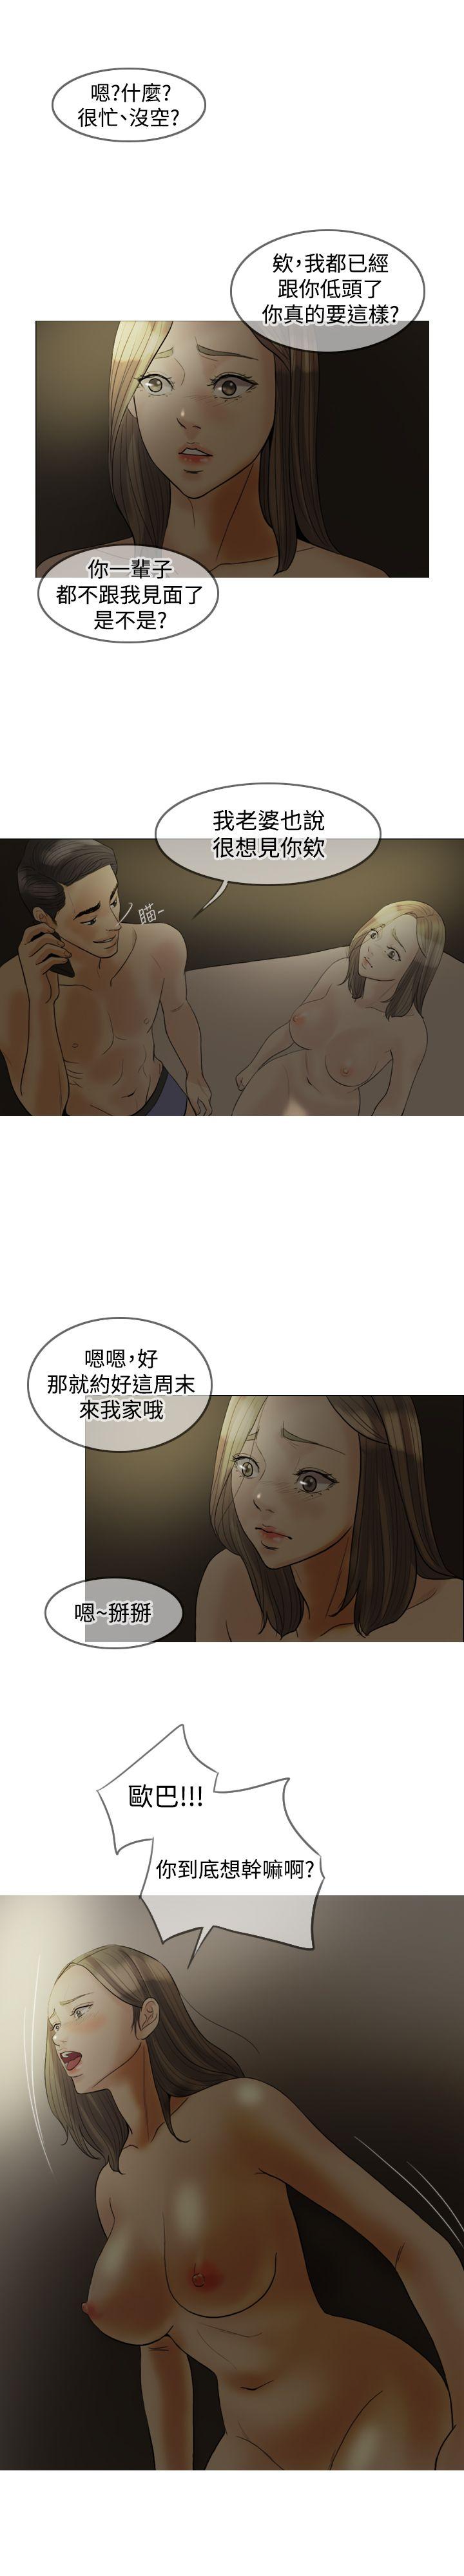 嗯?什麼?
很忙、沒空?
欸,我都已經
跟你低頭了
你真的要這樣?
你一輩子
都不跟我見面了
是不是?
我老婆也說
很想見你欸
瞄~
嗯嗯,好
那就約好這周末
來我家哦
嗯~掰掰
歐巴!!!
你到底想幹嘛啊?